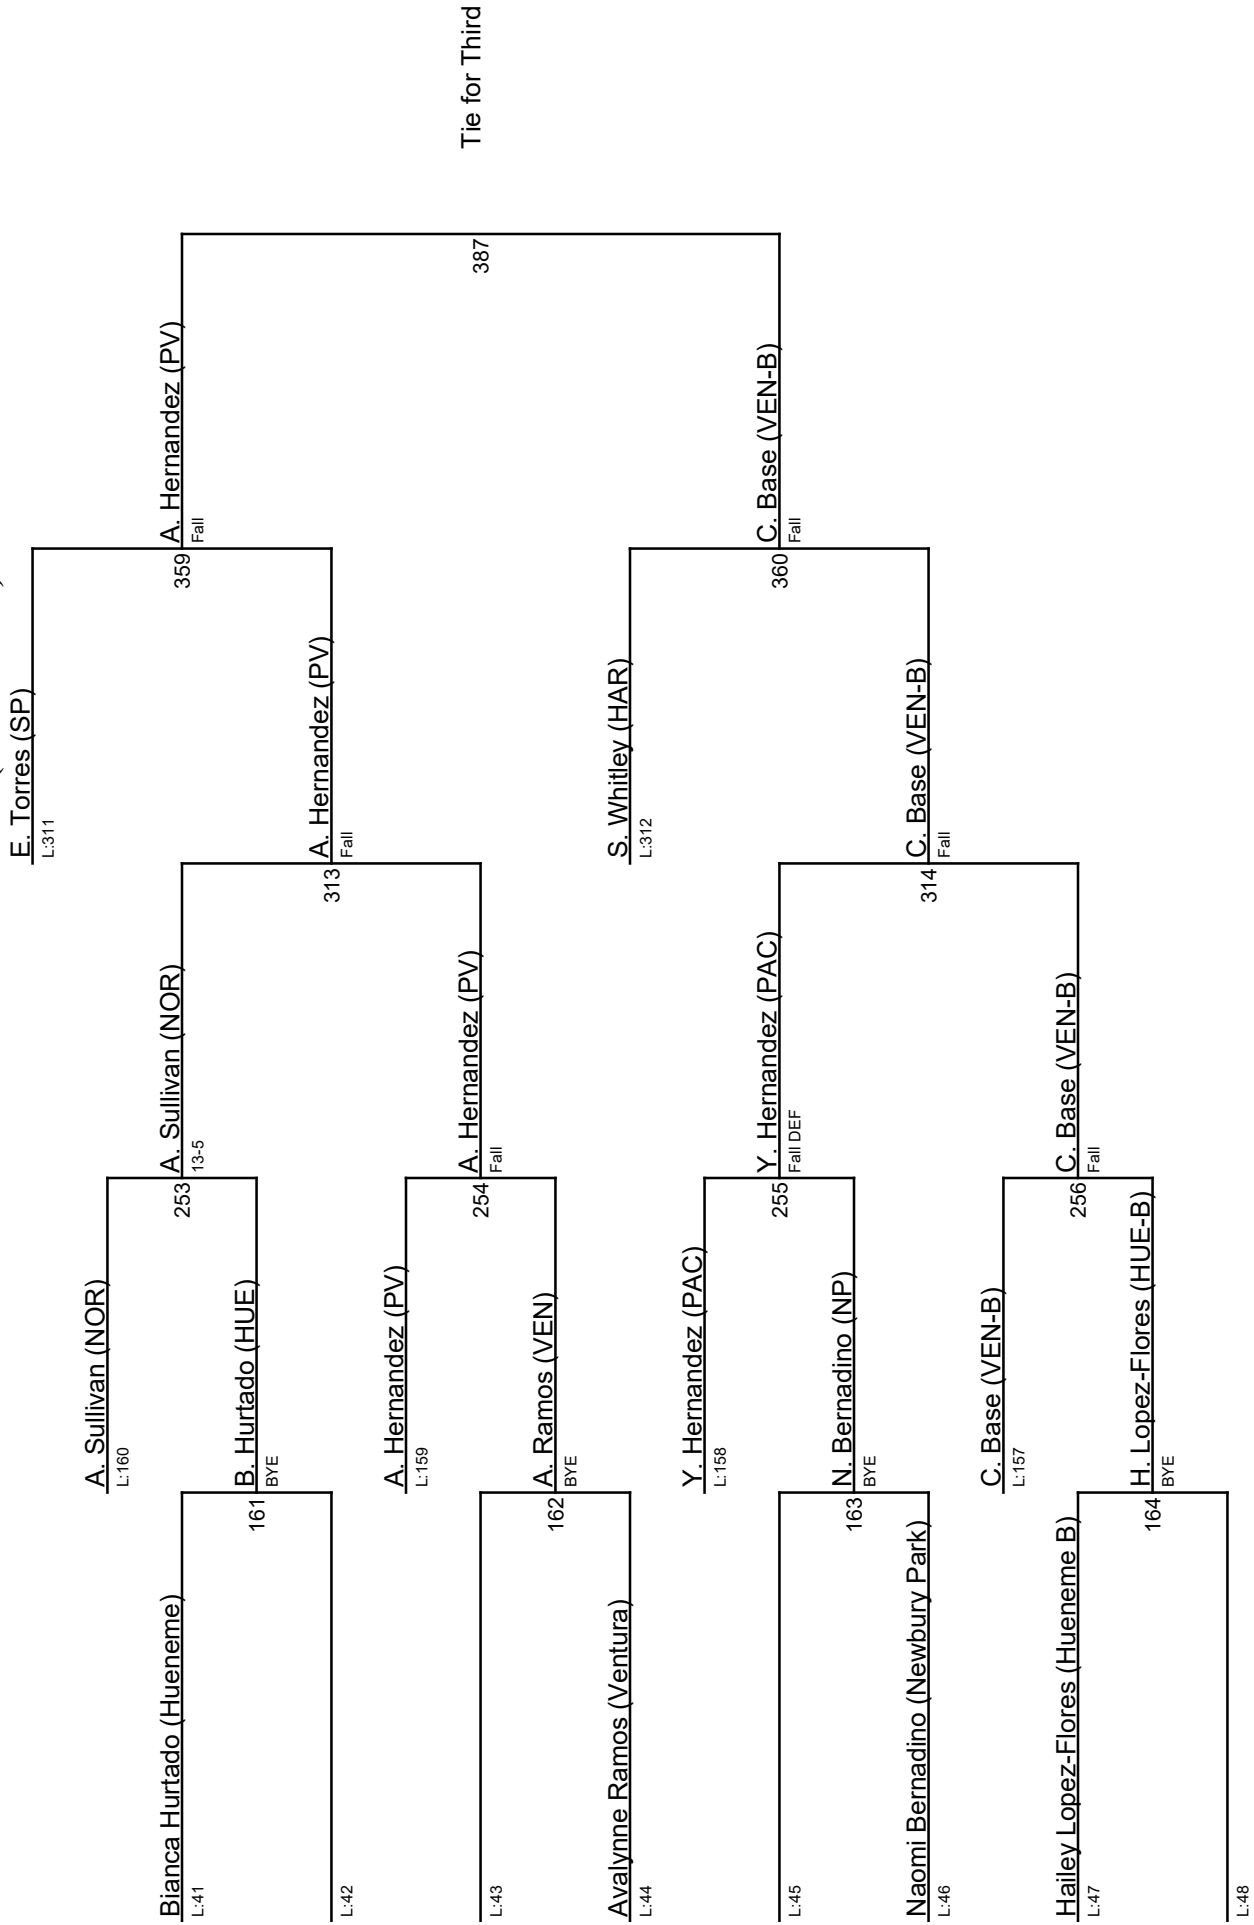 Bianca Hurtado (Hueneme)
L:41
L:42
L:43
Avalynne Ramos (Ventura)
L:44
L:45
Naomi Bernadino (Newbury Park)
L:46
Hailey Lopez-Flores (Hueneme B)
L:47
L:48
161
162
163
164
A. Sullivan (NOR)
L:160
B. Hurtado (HUE)
BYE
A. Hernandez (PV)
L:159
A. Ramos (VEN)
BYE
Y. Hernandez (PAC)
L:158
N. Bernadino (NP)
BYE
C. Base (VEN-B)
L:157
H. Lopez-Flores (HUE-B)
BYE
253
254
255
256
A. Sullivan (NOR)
13-5
A. Hernandez (PV)
Fall
Y. Hernandez (PAC)
Fall DEF
C. Base (VEN-B)
Fall
313
314
E. Torres (SP)
L:311
A. Hernandez (PV)
Fall
S. Whitley (HAR)
L:312
C. Base (VEN-B)
Fall
359
360
A. Hernandez (PV)
Fall
C. Base (VEN-B)
Fall
387
Tie for Third